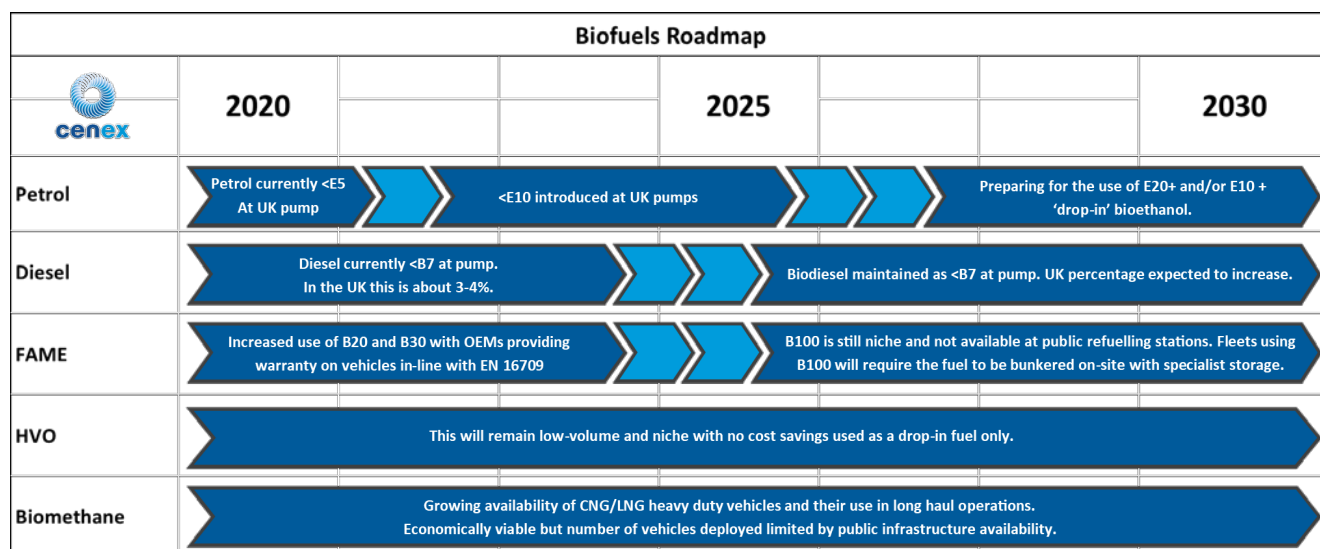 Biofuels Roadmap
cenex
2020
2025
2030
Petrol
Petrol currently <E5
At UK pump
<E10 introduced at UK pumps
Preparing for the use of E20+ and/or E10 +
‘drop-in’ bioethanol.
Diesel
Diesel currently <B7 at pump.
In the UK this is about 3-4%.
Biodiesel maintained as <B7 at pump. UK percentage expected to increase.
FAME
Increased use of B20 and B30 with OEMs providing
warranty on vehicles in-line with EN 16709
B100 is still niche and not available at public refuelling stations. Fleets using
B100 will require the fuel to be bunkered on-site with specialist storage.
HVO
This will remain low-volume and niche with no cost savings used as a drop-in fuel only.
Biomethane
Growing availability of CNG/LNG heavy duty vehicles and their use in long haul operations.
Economically viable but number of vehicles deployed limited by public infrastructure availability.